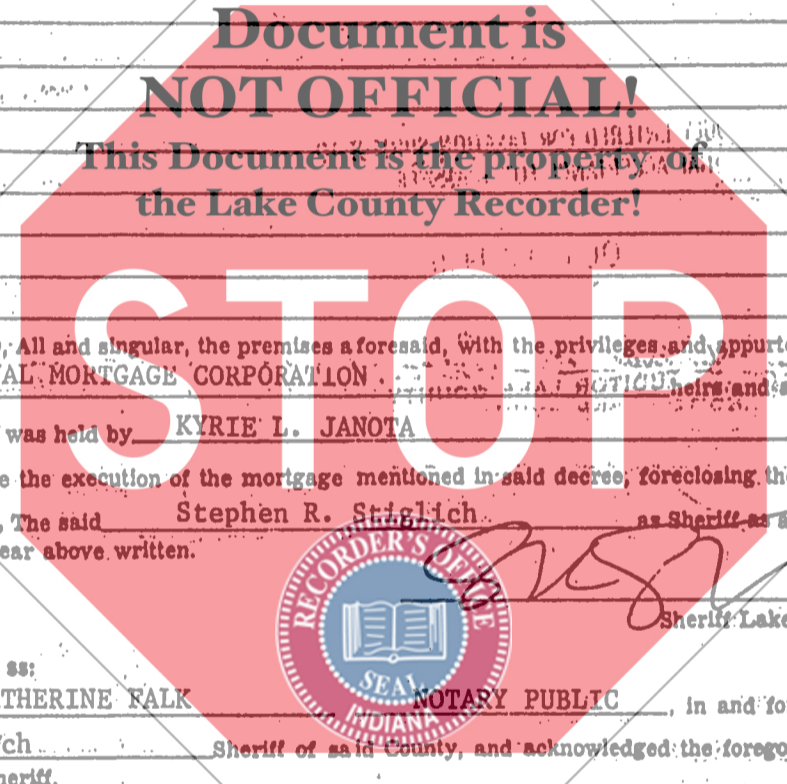 Document is
NOT OFFICIAL!
This Document is the property of
the Lake County Recorder!
STOP
All and singular, the premises aforesaid, with the privileges and appurt
AL MORTGAGE CORPORATION heirs and a
was held by KYRIE L. JANOTA
e the execution of the mortgage mentioned in said decree, foreclosing th
The said Stephen R. Stiglich as Sheriff as a
ear above written.
Sheriff Lake
ss:
THERINE FALK NOTARY PUBLIC, in and fo
ch Sheriff of said County, and acknowledged the forego
heriff.
RECORDER'S OFFICE
SEAL
INDIANA